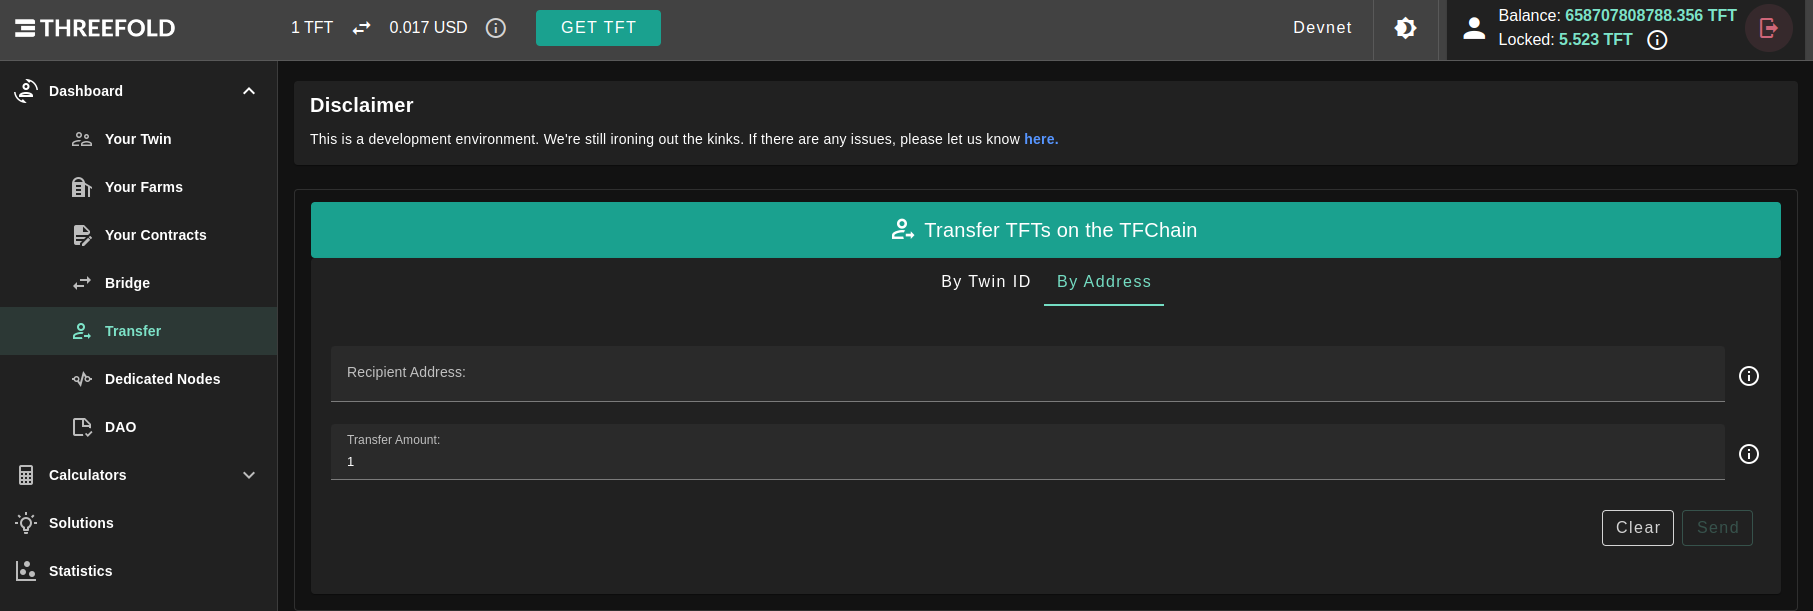 THREEFOLD
1 TFT 0.017 USD GET TFT
Devnet
Balance: 658707808788.356 TFT
Locked: 5.523 TFT
Dashboard
Your Twin
Your Farms
Your Contracts
Bridge
Transfer
Dedicated Nodes
DAO
Calculators
Solutions
Statistics
Disclaimer
This is a development environment. We're still ironing out the kinks. If there are any issues, please let us know here.
Transfer TFTs on the TFChain
By Twin ID By Address
Recipient Address:
Transfer Amount:
1
Clear Send